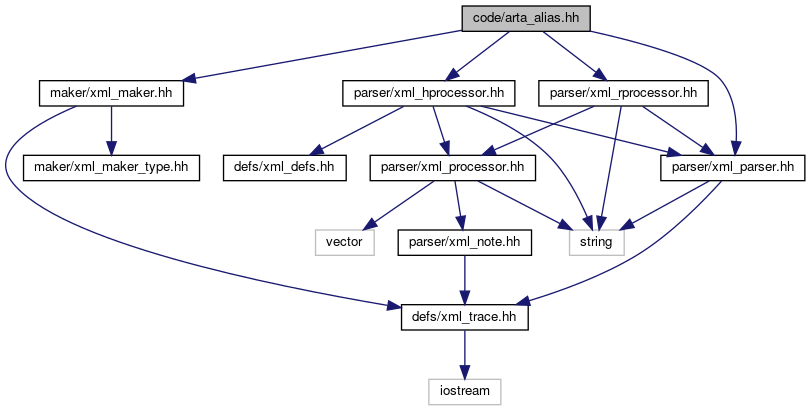 code/arta_alias.hh
maker/xml_maker.hh
parser/xml_hprocessor.hh
parser/xml_rprocessor.hh
maker/xml_maker_type.hh
defs/xml_defs.hh
parser/xml_processor.hh
parser/xml_parser.hh
vector
parser/xml_note.hh
string
defs/xml_trace.hh
iostream